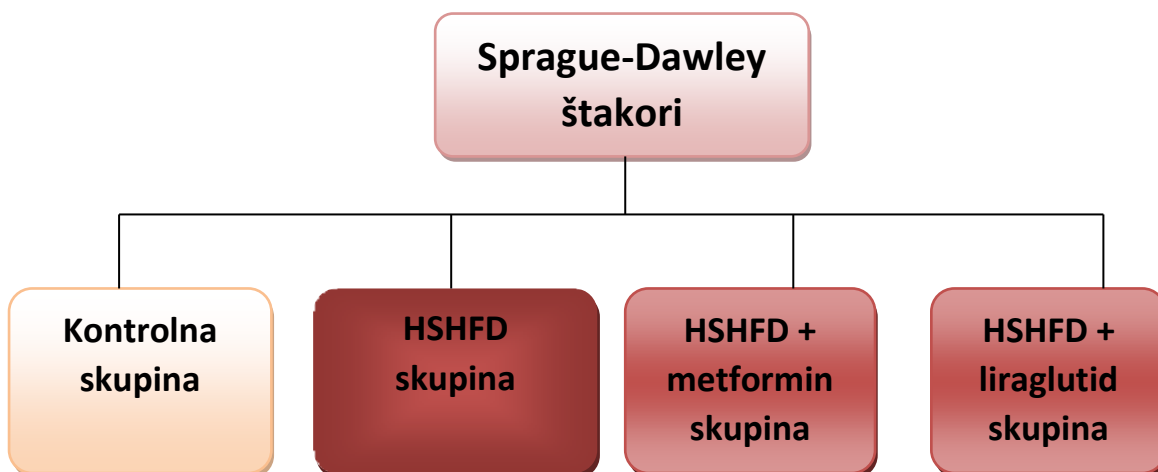 Sprague-Dawley
štakori
Kontrolna
skupina
HSHFD
skupina
HSHFD +
metformin
skupina
HSHFD +
liraglutid
skupina